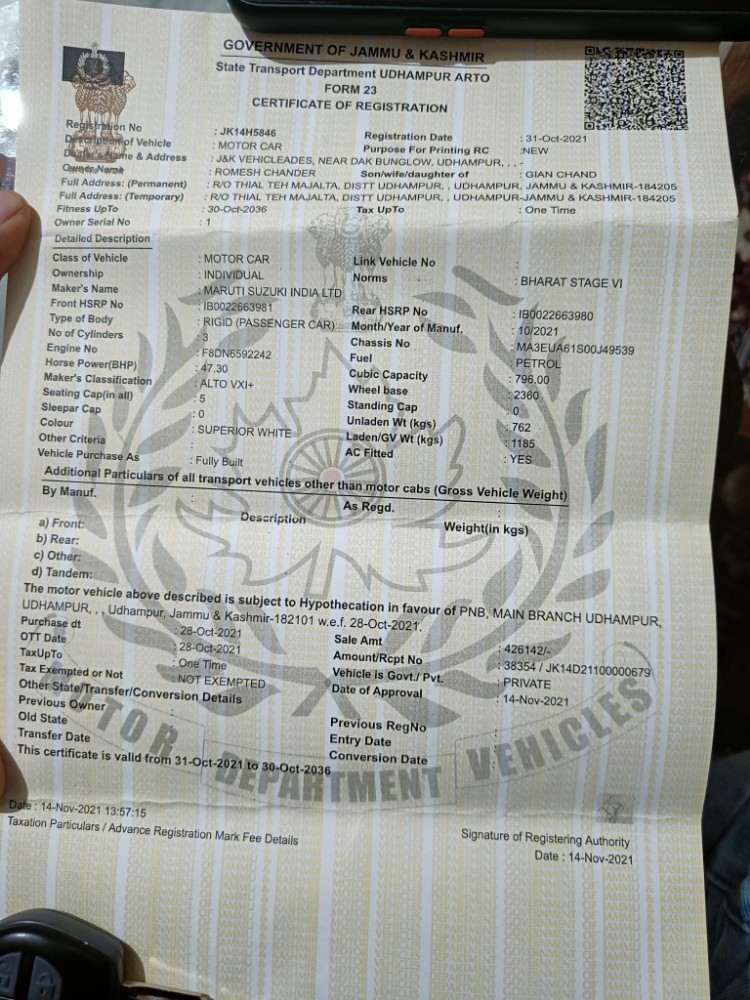 GOVERNMENT OF JAMMU & KASHMIR
State Transport Department UDHAMPUR ARTO
FORM 23
CERTIFICATE OF REGISTRATION
Registration No : JK14H5846 Registration Date : 31-Oct-2021
Description of Vehicle : MOTOR CAR Purpose For Printing RC :NEW
Dealer's Name & Address : J&K VEHICLEADES, NEAR DAK BUNGLOW, UDHAMPUR, , , -
Owner Name : ROMESH CHANDER Son/wife/daughter of : GIAN CHAND
Full Address: (Permanent) : R/O THIAL TEH MAJALTA, DISTT UDHAMPUR, , UDHAMPUR, JAMMU & KASHMIR-184205
Full Address: (Temporary) : R/O THIAL TEH MAJALTA, DISTT UDHAMPUR, , UDHAMPUR-JAMMU & KASHMIR-184205
Fitness UpTo : 30-Oct-2036 Tax UpTo : One Time
Owner Serial No : 1
Detailed Description
Class of Vehicle : MOTOR CAR Link Vehicle No :
Ownership : INDIVIDUAL Norms : BHARAT STAGE VI
Maker's Name : MARUTI SUZUKI INDIA LTD
Front HSRP No : IB0022663981 Rear HSRP No : IB0022663980
Type of Body : RIGID (PASSENGER CAR) Month/Year of Manuf. : 10/2021
No of Cylinders : 3 Chassis No : MA3EUA61S00J49539
Engine No : F8DN6592242 Fuel : PETROL
Horse Power(BHP) : 47.30 Cubic Capacity : 796.00
Maker's Classification : ALTO VXI+ Wheel base : 2360
Seating Cap(in all) : 5 Standing Cap : 0
Sleepar Cap : 0 Unladen Wt (kgs) : 762
Colour : SUPERIOR WHITE Laden/GV Wt (kgs) : 1185
Other Criteria : AC Fitted : YES
Vehicle Purchase As : Fully Built
Additional Particulars of all transport vehicles other than motor cabs (Gross Vehicle Weight)
By Manuf. : As Regd. :
Description Weight(in kgs)
a) Front:
b) Rear:
c) Other:
d) Tandem:
The motor vehicle above described is subject to Hypothecation in favour of PNB, MAIN BRANCH UDHAMPUR,
UDHAMPUR, , , Udhampur, Jammu & Kashmir-182101 w.e.f. 28-Oct-2021.
Purchase dt : 28-Oct-2021 Sale Amt : 426142/-
OTT Date : 28-Oct-2021 Amount/Rcpt No : 38354 / JK14D21100000679
TaxUpTo : One Time Vehicle is Govt./ Pvt. : PRIVATE
Tax Exempted or Not : NOT EXEMPTED Date of Approval : 14-Nov-2021
Other State/Transfer/Conversion Details
Previous Owner : Previous RegNo :
Old State : Entry Date :
Transfer Date : Conversion Date :
This certificate is valid from 31-Oct-2021 to 30-Oct-2036
MOTOR DEPARTMENT VEHICLES
Date : 14-Nov-2021 13:57:15
Taxation Particulars / Advance Registration Mark Fee Details
Signature of Registering Authority
Date : 14-Nov-2021